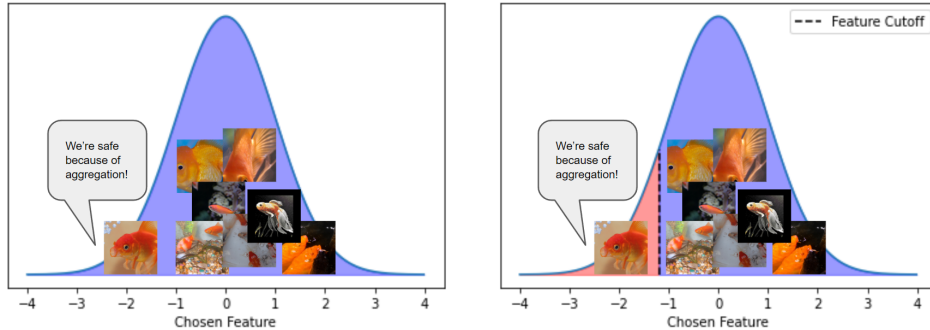 We're safe
because of
aggregation!
−4 −3 −2 −1 0 1 2 3 4
Chosen Feature
Feature Cutoff
We're safe
because of
aggregation!
−4 −3 −2 −1 0 1 2 3 4
Chosen Feature